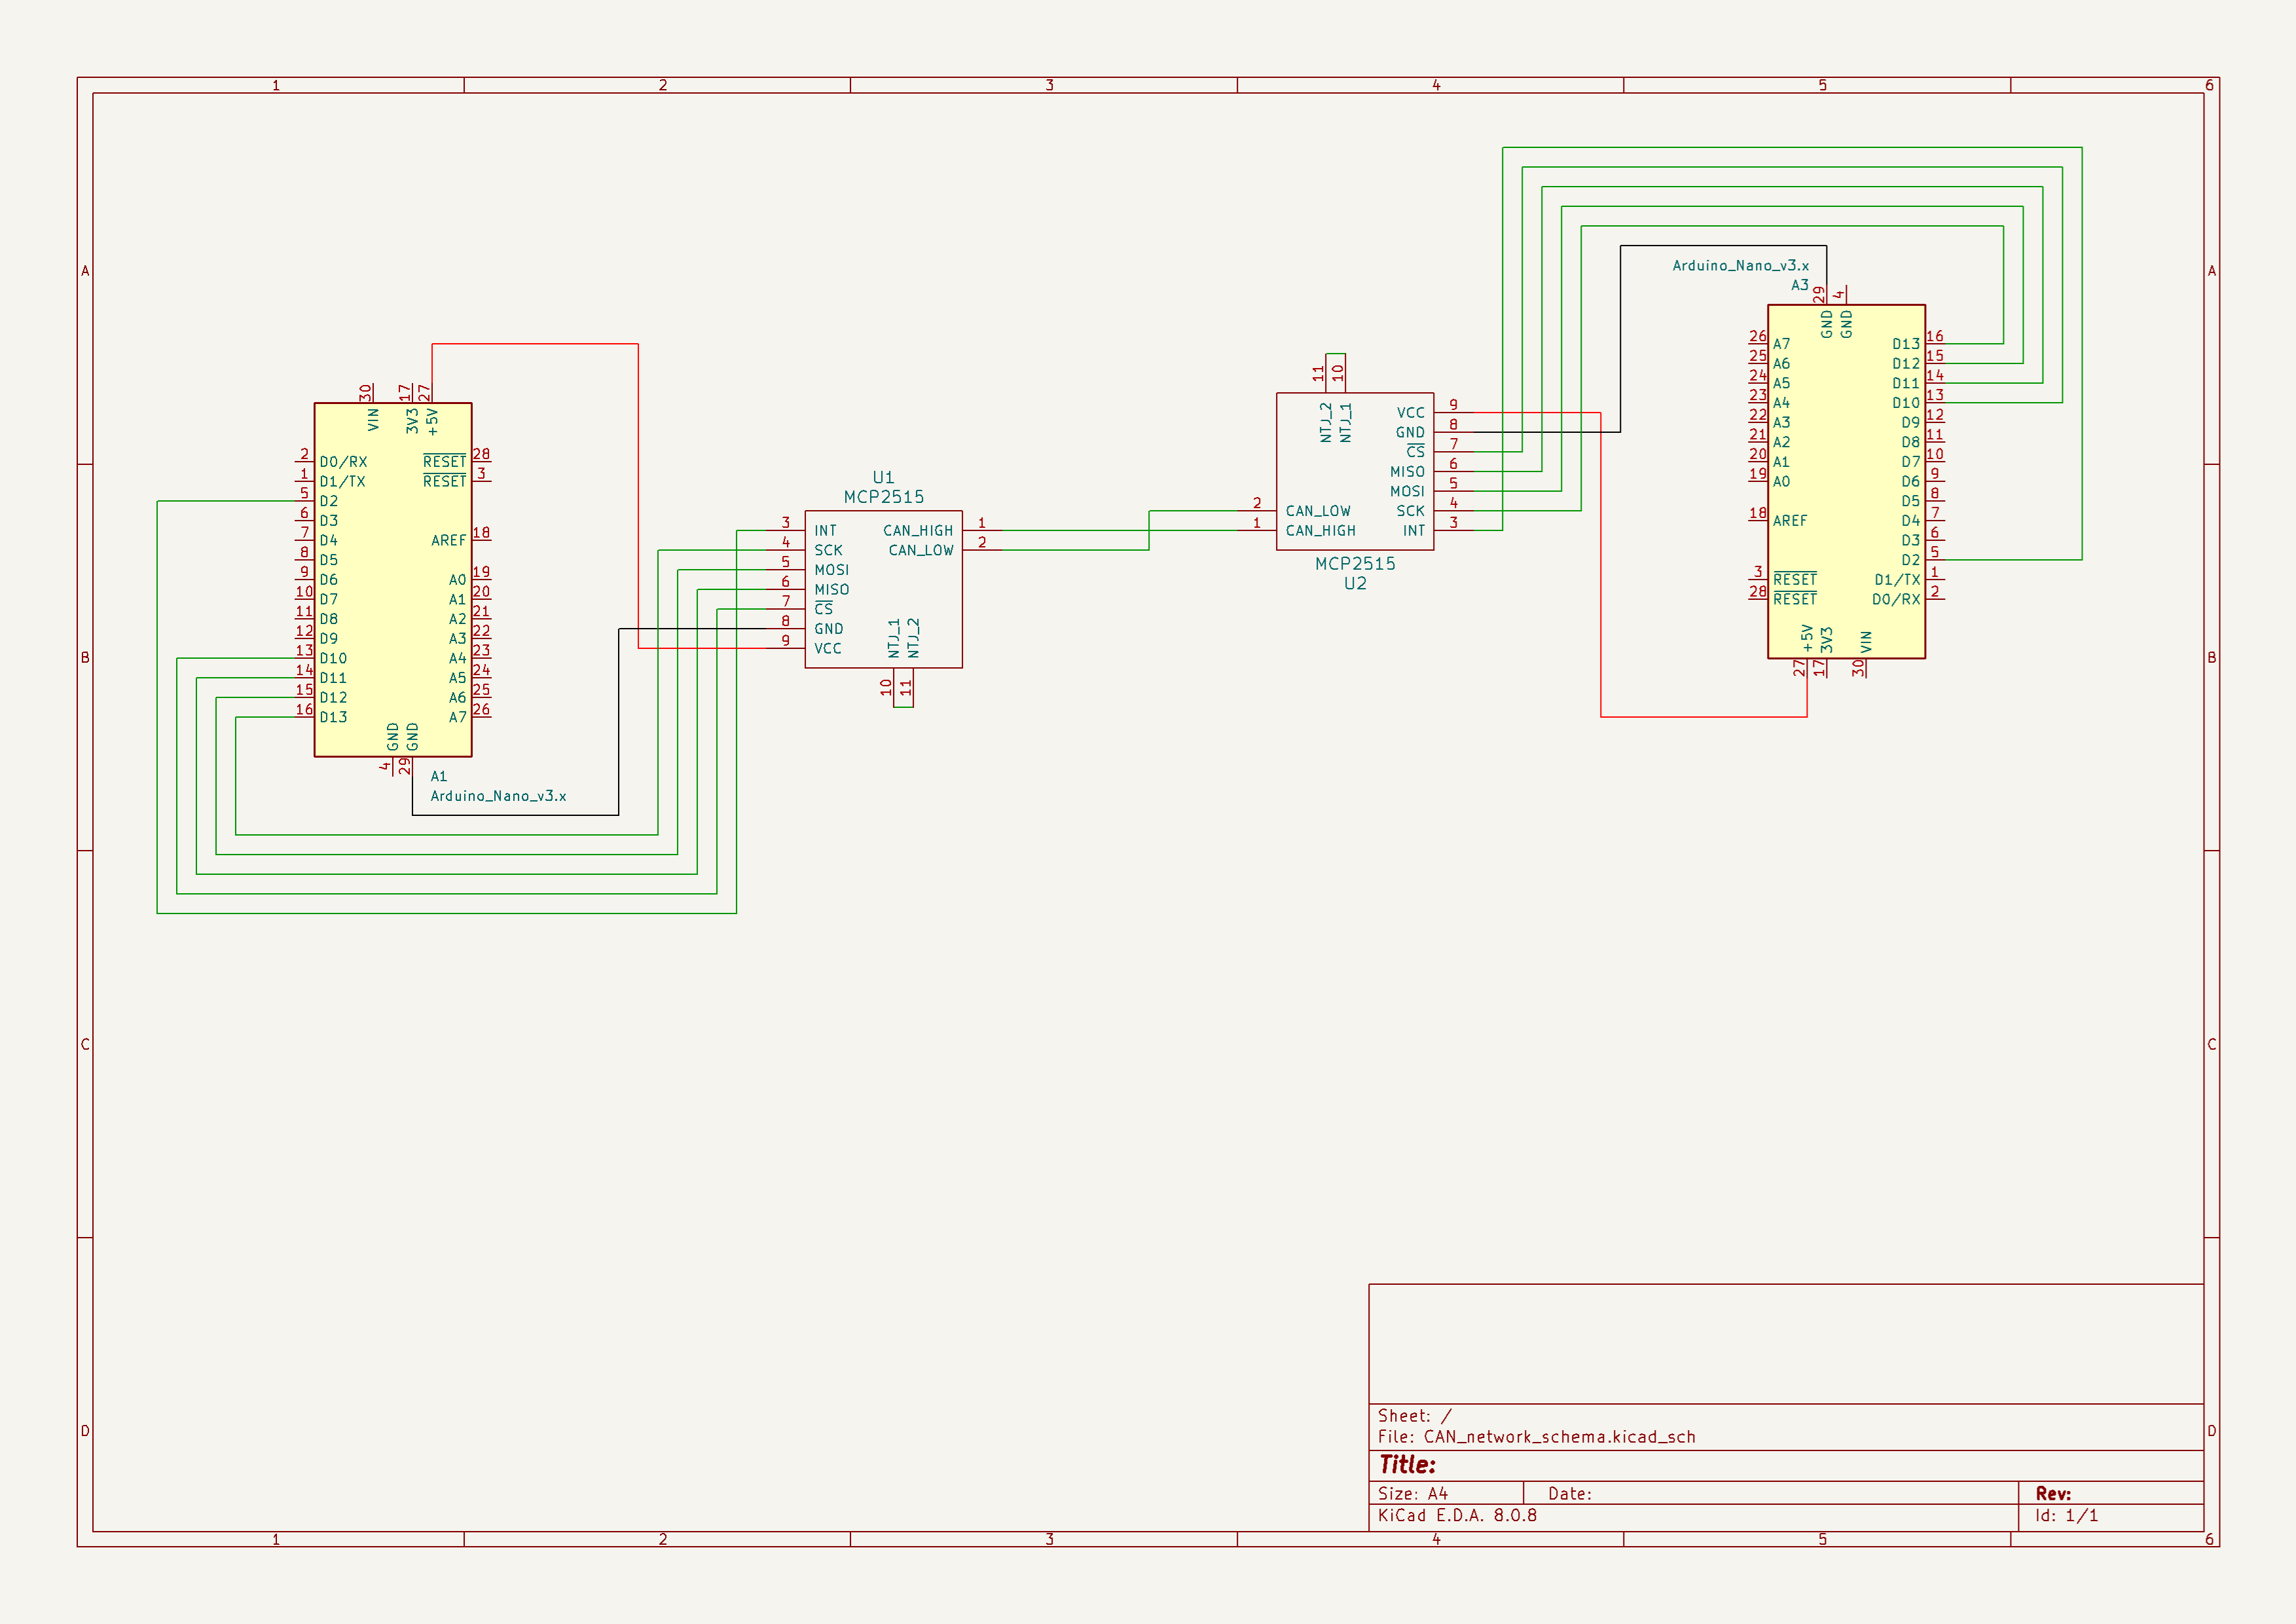 1 2 3 4 5 6
A
B
C
D
A
B
C
D
1 2 3 4 5 6
30 VIN
17 3V3
27 +5V
2 D0/RX
1 D1/TX
5 D2
6 D3
7 D4
8 D5
9 D6
10 D7
11 D8
12 D9
13 D10
14 D11
15 D12
16 D13
RESET 28
RESET 3
AREF 18
A0 19
A1 20
A2 21
A3 22
A4 23
A5 24
A6 25
A7 26
4 GND
29 GND
A1
Arduino_Nano_v3.x
U1
MCP2515
3 INT
4 SCK
5 MOSI
6 MISO
7 CS
8 GND
9 VCC
CAN_HIGH 1
CAN_LOW 2
10 NTJ_1
11 NTJ_2
11 NTJ_2
10 NTJ_1
2 CAN_LOW
1 CAN_HIGH
VCC 9
GND 8
CS 7
MISO 6
MOSI 5
SCK 4
INT 3
MCP2515
U2
Arduino_Nano_v3.x
A3
29 GND
4 GND
26 A7
25 A6
24 A5
23 A4
22 A3
21 A2
20 A1
19 A0
18 AREF
3 RESET
28 RESET
D13 16
D12 15
D11 14
D10 13
D9 12
D8 11
D7 10
D6 9
D5 8
D4 7
D3 6
D2 5
D1/TX 1
D0/RX 2
27 +5V
17 3V3
30 VIN
Sheet: /
File: CAN_network_schema.kicad_sch
Title:
Size: A4 Date: Rev:
KiCad E.D.A. 8.0.8 Id: 1/1